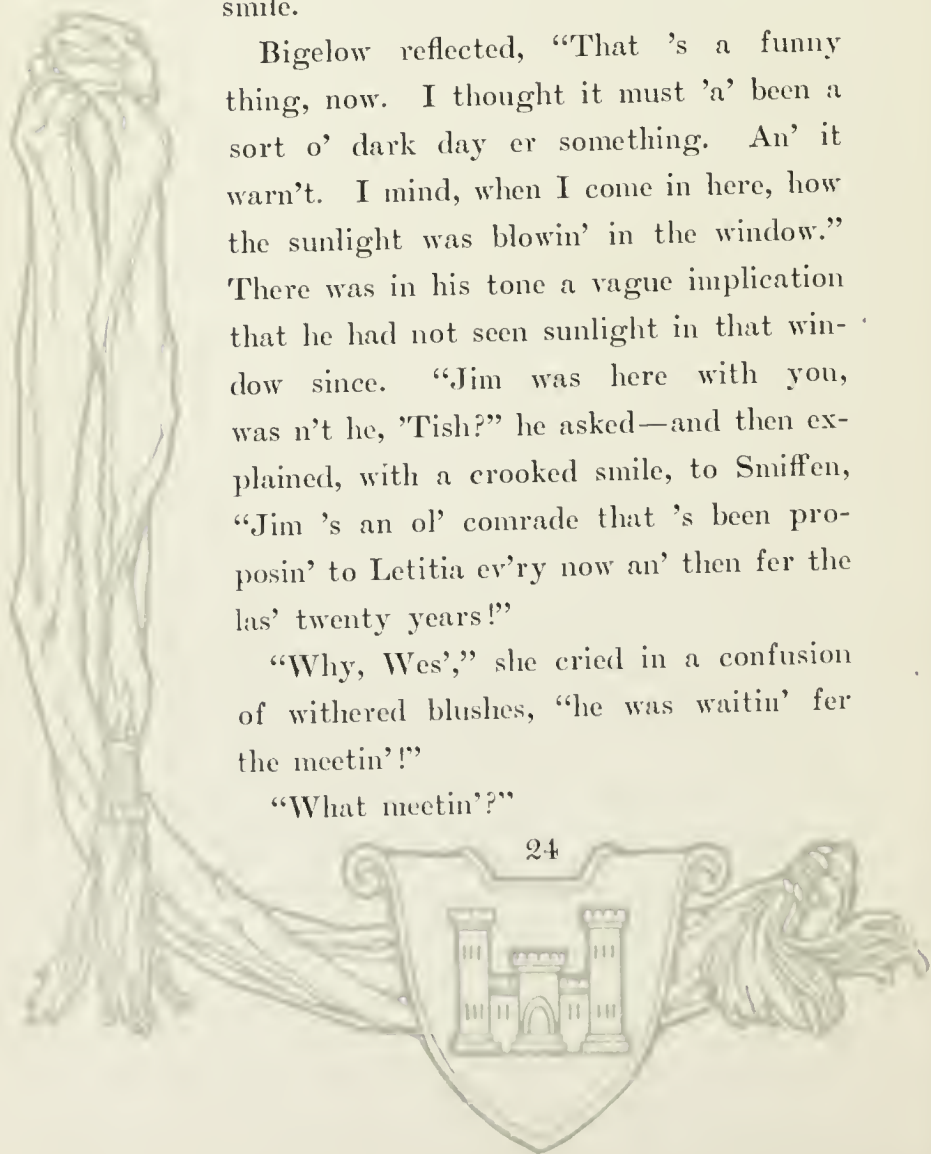 smile.
Bigelow reflected, “That ’s a funny
thing, now. I thought it must ’a’ been a
sort o’ dark day er something. An’ it
warn’t. I mind, when I come in here, how
the sunlight was blowin’ in the window.”
There was in his tone a vague implication
that he had not seen sunlight in that win-
dow since. “Jim was here with you,
was n’t he, ’Tish?” he asked—and then ex-
plained, with a crooked smile, to Smiffen,
“Jim ’s an ol’ comrade that ’s been pro-
posin’ to Letitia ev’ry now an’ then fer the
las’ twenty years!”
“Why, Wes’,” she cried in a confusion
of withered blushes, “he was waitin’ fer
the meetin’!”
“What meetin’?”
24